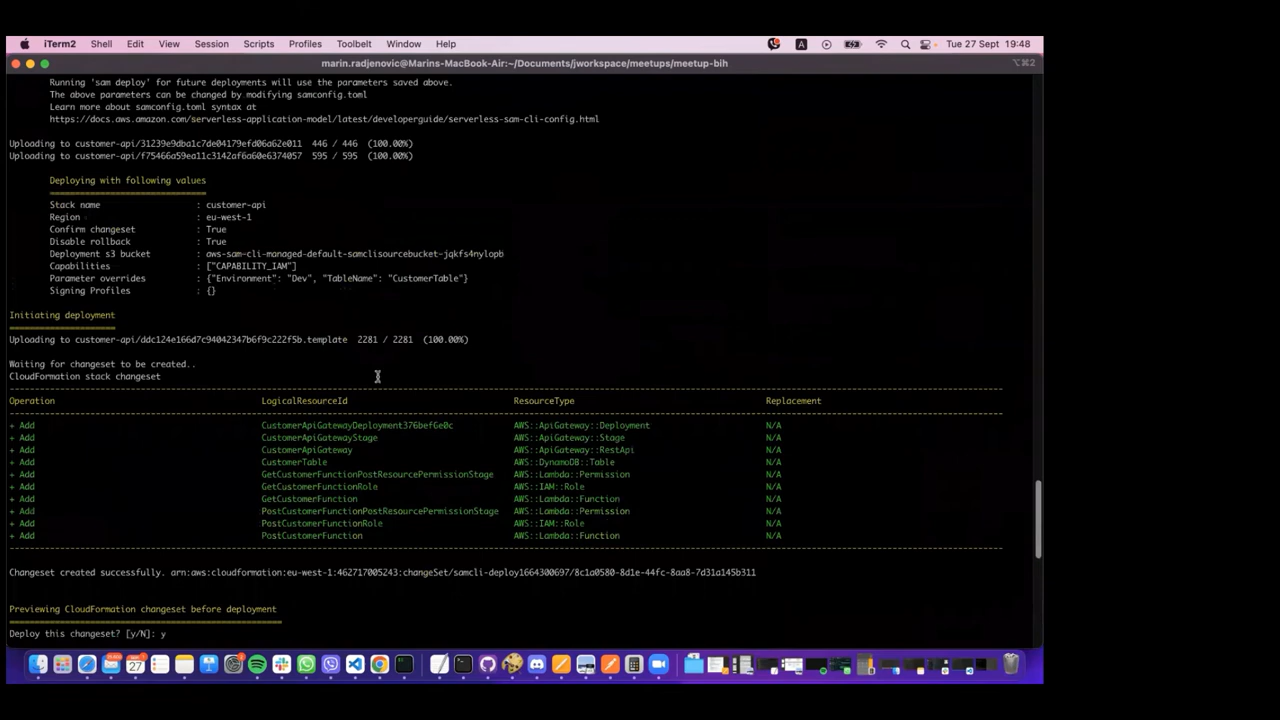 iTerm2 Shell Edit View Session Scripts Profiles Toolbelt Window Help A Tue 27 Sept 19:48
marin.radjenovic@Marins-MacBook-Air:~/Documents/jworkspace/meetups/meetup-bih ⌥⌘2
Running 'sam deploy' for future deployments will use the parameters saved above.
The above parameters can be changed by modifying samconfig.toml
Learn more about samconfig.toml syntax at
https://docs.aws.amazon.com/serverless-application-model/latest/developerguide/serverless-sam-cli-config.html
Uploading to customer-api/31239e9dba1c7de04179efd06a62e011 446 / 446 (100.00%)
Uploading to customer-api/f75466a59ea11c3142af6a60e6374057 595 / 595 (100.00%)
Deploying with following values
===============================
Stack name : customer-api
Region : eu-west-1
Confirm changeset : True
Disable rollback : True
Deployment s3 bucket : aws-sam-cli-managed-default-samclisourcebucket-jqkfs4nylopb
Capabilities : ["CAPABILITY_IAM"]
Parameter overrides : {"Environment": "Dev", "TableName": "CustomerTable"}
Signing Profiles : {}
Initiating deployment
=====================
Uploading to customer-api/ddc124e166d7c94042347b6f9c222f5b.template 2281 / 2281 (100.00%)
Waiting for changeset to be created..
CloudFormation stack changeset
Operation LogicalResourceId ResourceType Replacement
+ Add CustomerApiGatewayDeployment376bef6e0c AWS::ApiGateway::Deployment N/A
+ Add CustomerApiGatewayStage AWS::ApiGateway::Stage N/A
+ Add CustomerApiGateway AWS::ApiGateway::RestApi N/A
+ Add CustomerTable AWS::DynamoDB::Table N/A
+ Add GetCustomerFunctionPostResourcePermissionStage AWS::Lambda::Permission N/A
+ Add GetCustomerFunctionRole AWS::IAM::Role N/A
+ Add GetCustomerFunction AWS::Lambda::Function N/A
+ Add PostCustomerFunctionPostResourcePermissionStage AWS::Lambda::Permission N/A
+ Add PostCustomerFunctionRole AWS::IAM::Role N/A
+ Add PostCustomerFunction AWS::Lambda::Function N/A
Changeset created successfully. arn:aws:cloudformation:eu-west-1:462717005243:changeSet/samcli-deploy1664300697/8c1a0580-8d1e-44fc-8aa8-7d31a145b311
Previewing CloudFormation changeset before deployment
======================================================
Deploy this changeset? [y/N]: y
27